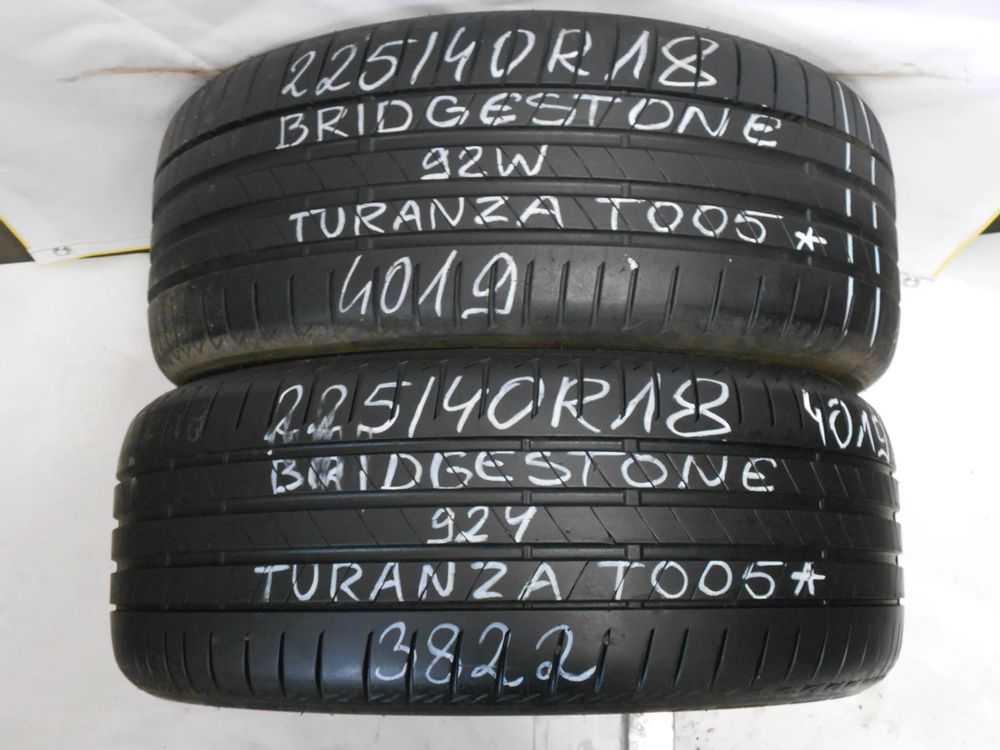 225/40R18
BRIDGESTONE
92W
TURANZA T005*
4019
225/40R18
4019
BRIDGESTONE
92Y
TURANZA T005*
3822